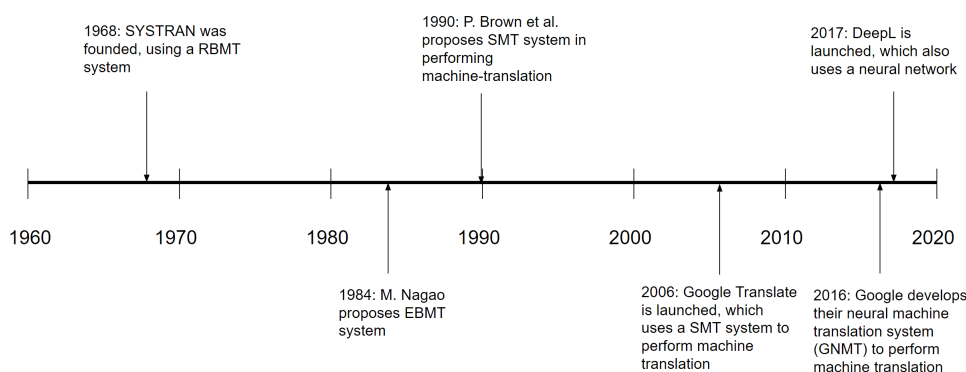 1968: SYSTRAN was
founded, using a RBMT
system
1990: P. Brown et al.
proposes SMT system in
performing
machine-translation
2017: DeepL is
launched, which also
uses a neural network
1960
1970
1980
1990
2000
2010
2020
1984: M. Nagao
proposes EBMT
system
2006: Google Translate
is launched, which
uses a SMT system to
perform machine
translation
2016: Google develops
their neural machine
translation system
(GNMT) to perform
machine translation